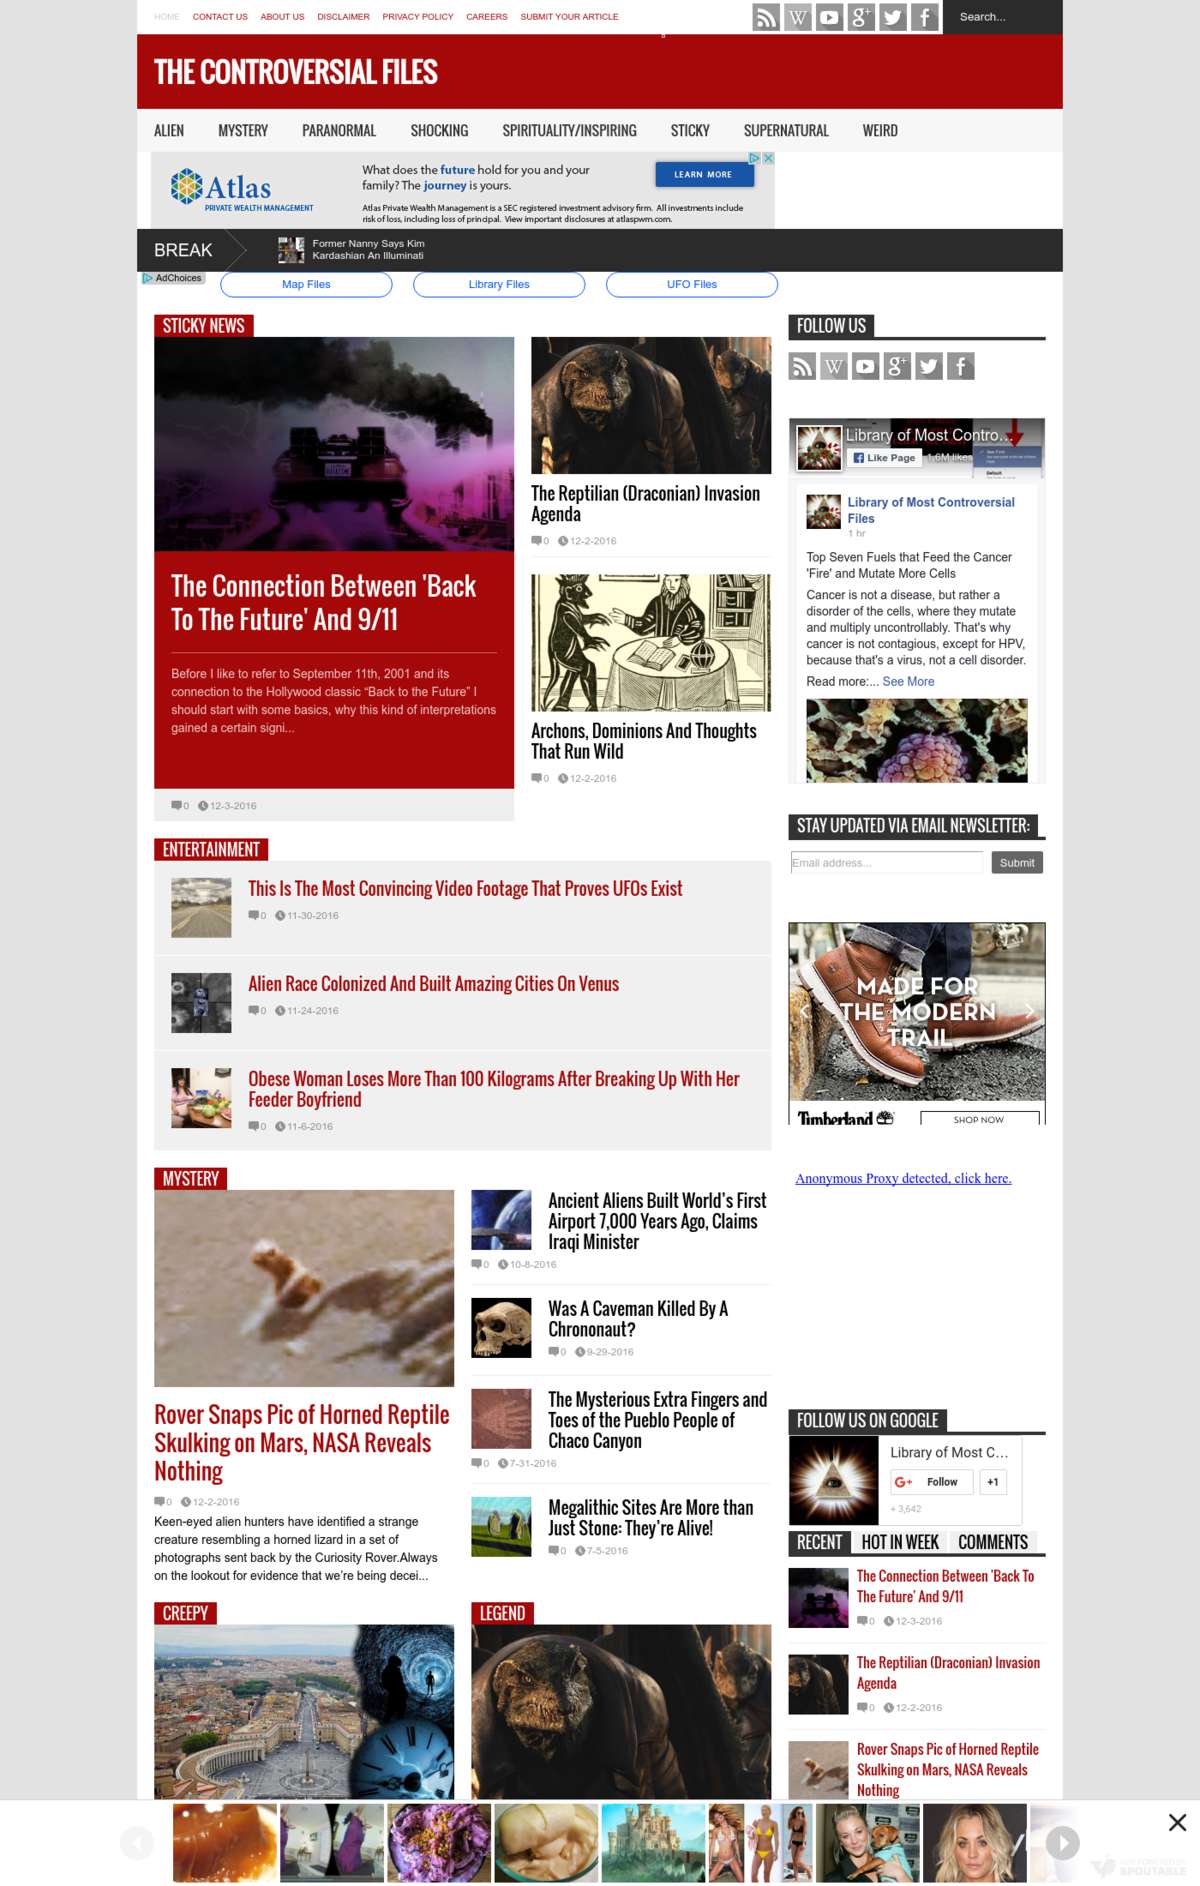 HOME CONTACT US ABOUT US DISCLAIMER PRIVACY POLICY CAREERS SUBMIT YOUR ARTICLE
Search...
THE CONTROVERSIAL FILES
ALIEN MYSTERY PARANORMAL SHOCKING SPIRITUALITY/INSPIRING STICKY SUPERNATURAL WEIRD
Atlas
PRIVATE WEALTH MANAGEMENT
What does the future hold for you and your
family? The journey is yours.
Atlas Private Wealth Management is a SEC registered investment advisory firm. All investments include
risk of loss, including loss of principal. View important disclosures at atlaspwm.com.
LEARN MORE
BREAK
Former Nanny Says Kim
Kardashian An Illuminati
AdChoices
Map Files
Library Files
UFO Files
STICKY NEWS
The Connection Between 'Back
To The Future' And 9/11
Before I like to refer to September 11th, 2001 and its
connection to the Hollywood classic “Back to the Future” I
should start with some basics, why this kind of interpretations
gained a certain signi...
0 12-3-2016
The Reptilian (Draconian) Invasion
Agenda
0 12-2-2016
Archons, Dominions And Thoughts
That Run Wild
0 12-2-2016
FOLLOW US
Library of Most Contro...
Like Page
1.6M likes
Library of Most Controversial
Files
1 hr
Top Seven Fuels that Feed the Cancer
'Fire' and Mutate More Cells
Cancer is not a disease, but rather a
disorder of the cells, where they mutate
and multiply uncontrollably. That's why
cancer is not contagious, except for HPV,
because that's a virus, not a cell disorder.
Read more:... See More
STAY UPDATED VIA EMAIL NEWSLETTER:
Email address...
Submit
ENTERTAINMENT
This Is The Most Convincing Video Footage That Proves UFOs Exist
0 11-30-2016
Alien Race Colonized And Built Amazing Cities On Venus
0 11-24-2016
Obese Woman Loses More Than 100 Kilograms After Breaking Up With Her
Feeder Boyfriend
0 11-6-2016
MADE FOR
THE MODERN
TRAIL
Timberland
SHOP NOW
Anonymous Proxy detected, click here.
MYSTERY
Rover Snaps Pic of Horned Reptile
Skulking on Mars, NASA Reveals
Nothing
0 12-2-2016
Keen-eyed alien hunters have identified a strange
creature resembling a horned lizard in a set of
photographs sent back by the Curiosity Rover.Always
on the lookout for evidence that we’re being decei...
Ancient Aliens Built World’s First
Airport 7,000 Years Ago, Claims
Iraqi Minister
0 10-8-2016
Was A Caveman Killed By A
Chrononaut?
0 9-29-2016
The Mysterious Extra Fingers and
Toes of the Pueblo People of
Chaco Canyon
0 7-31-2016
Megalithic Sites Are More than
Just Stone: They’re Alive!
0 7-5-2016
FOLLOW US ON GOOGLE
Library of Most C...
G+ Follow
+1
+ 3,642
RECENT HOT IN WEEK COMMENTS
The Connection Between 'Back To
The Future' And 9/11
0 12-3-2016
The Reptilian (Draconian) Invasion
Agenda
0 12-2-2016
Rover Snaps Pic of Horned Reptile
Skulking on Mars, NASA Reveals
Nothing
CREEPY
LEGEND
SPOUTABLE